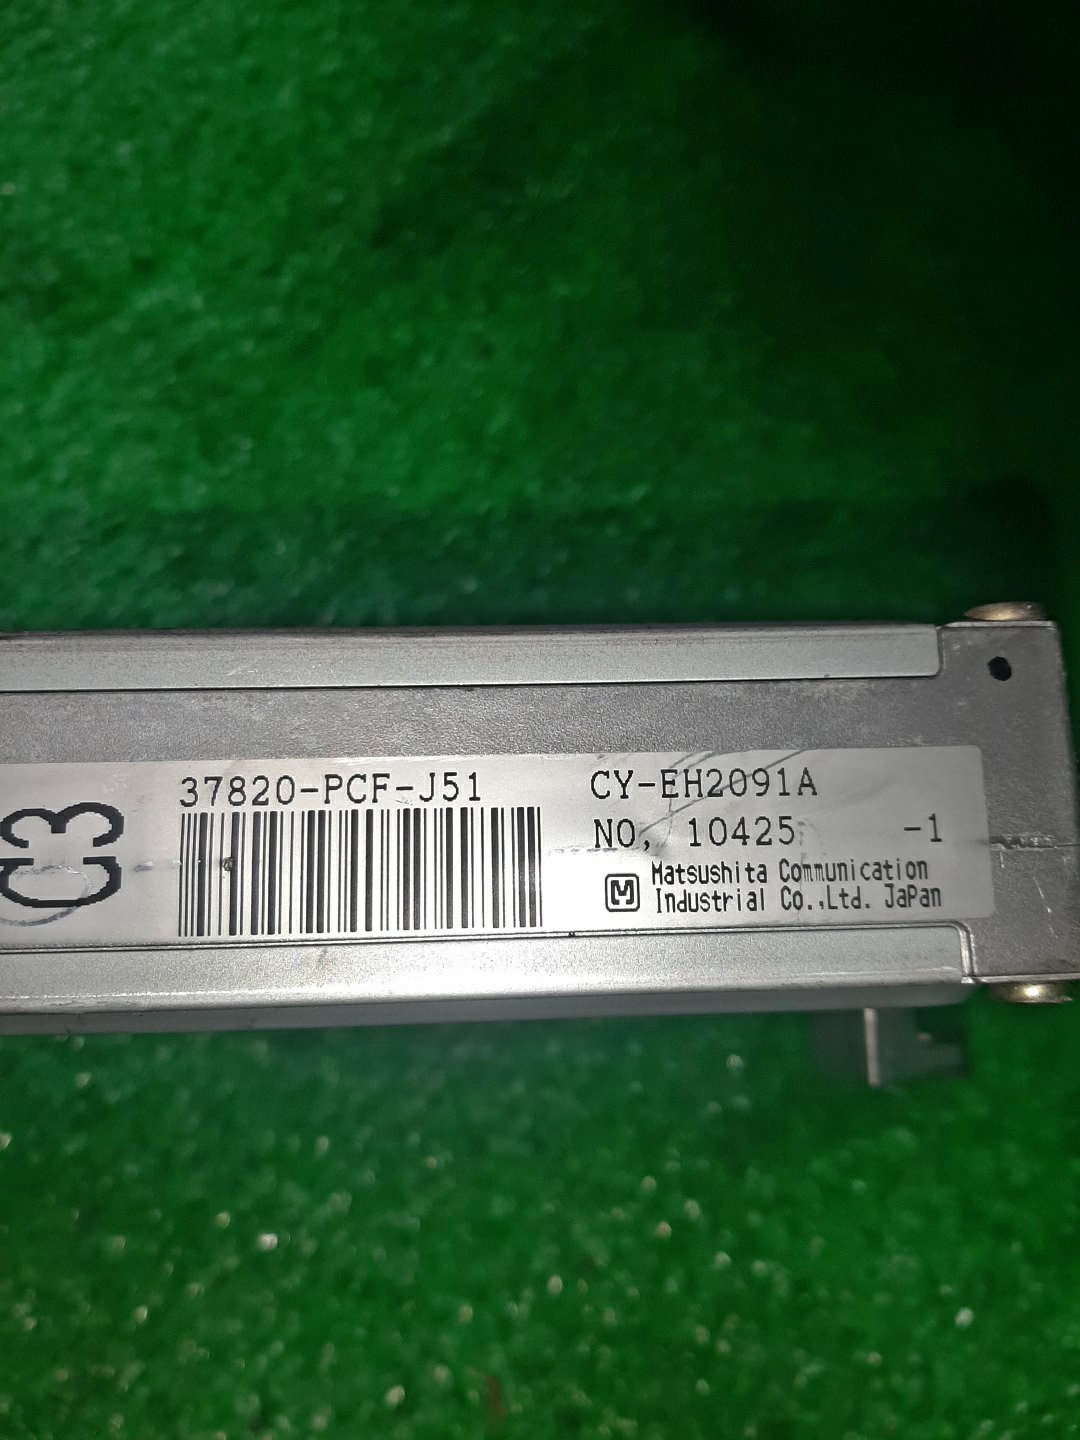 C3
37820-PCF-J51
CY-EH2091A
NO, 10425 -1
M
Matsushita Communication
Industrial Co.,Ltd. JaPan